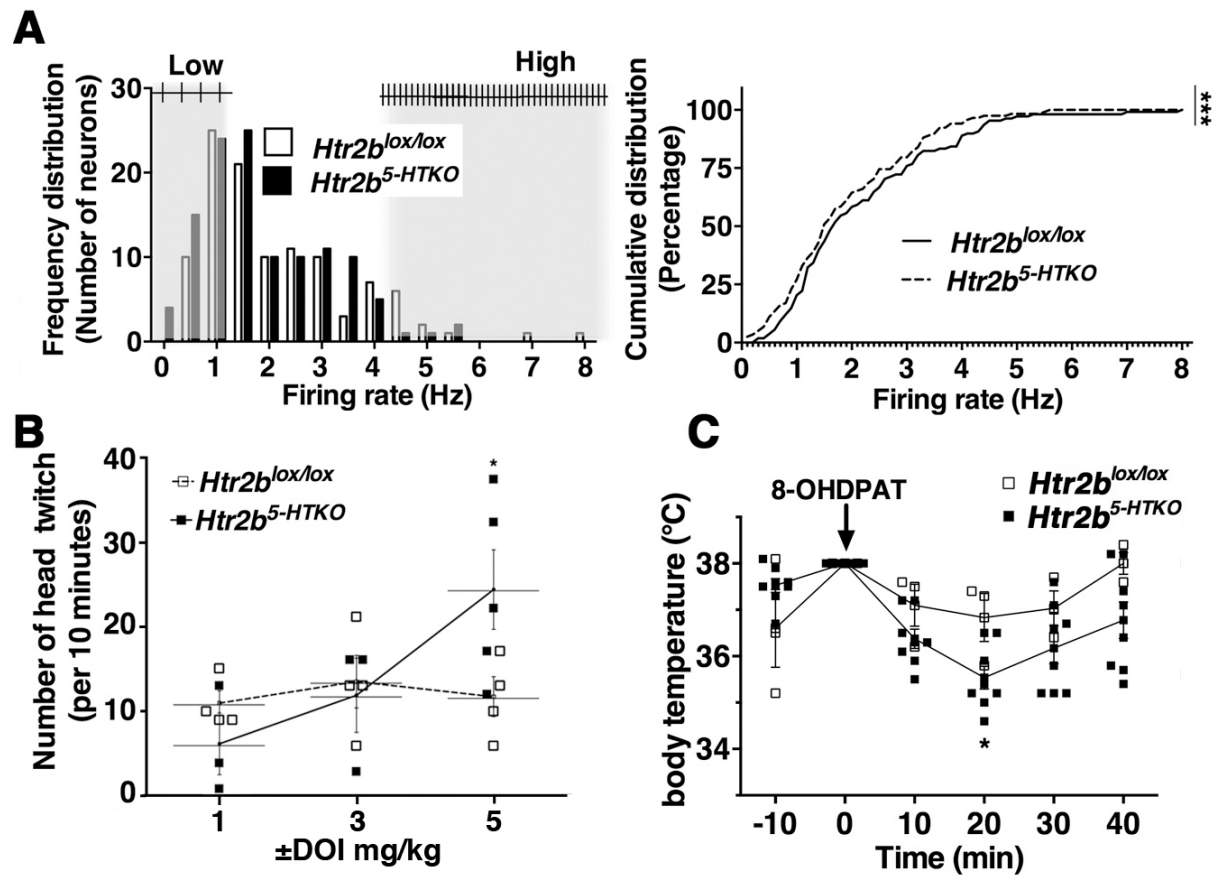 A
Low
High
Frequency distribution
(Number of neurons)
30
20
10
0
Htr2b^lox/lox
Htr2b^5-HTKO
0 1 2 3 4 5 6 7 8
Firing rate (Hz)
Cumulative distribution
(Percentage)
100
75
50
25
0
***
Htr2b^lox/lox
Htr2b^5-HTKO
0 1 2 3 4 5 6 7 8
Firing rate (Hz)
B
Number of head twitch
(per 10 minutes)
40
30
20
10
0
Htr2b^lox/lox
Htr2b^5-HTKO
*
1 3 5
±DOI mg/kg
C
8-OHDPAT
Htr2b^lox/lox
Htr2b^5-HTKO
body temperature (°C)
38
36
34
*
-10 0 10 20 30 40
Time (min)